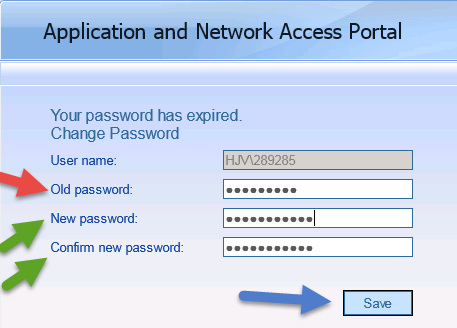 Application and Network Access Portal
Your password has expired.
Change Password
User name: HJV\289285
Old password: ●●●●●●●●●
New password: ●●●●●●●●●●●
Confirm new password: ●●●●●●●●●●●
Save